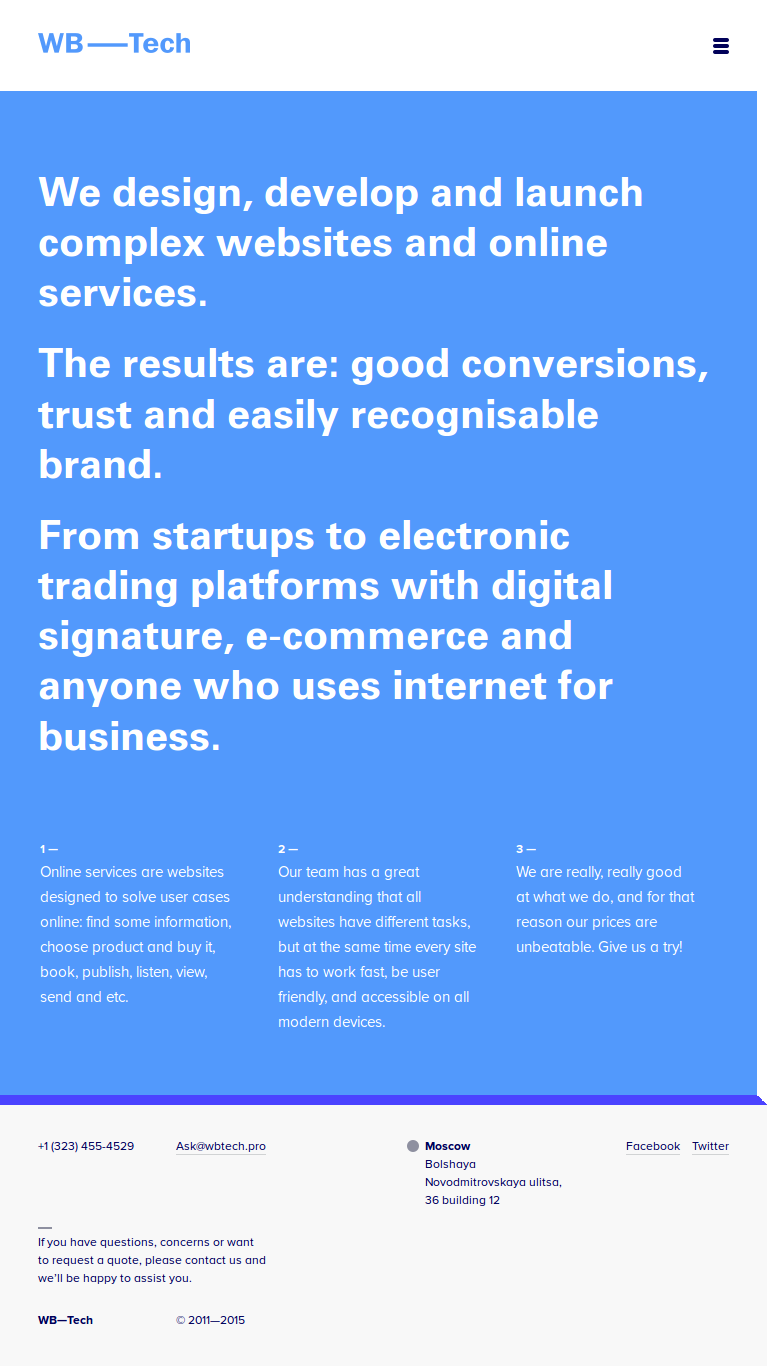 WB—Tech
We design, develop and launch
complex websites and online
services.
The results are: good conversions,
trust and easily recognisable
brand.
From startups to electronic
trading platforms with digital
signature, e-commerce and
anyone who uses internet for
business.
1 —
Online services are websites
designed to solve user cases
online: find some information,
choose product and buy it,
book, publish, listen, view,
send and etc.
2 —
Our team has a great
understanding that all
websites have different tasks,
but at the same time every site
has to work fast, be user
friendly, and accessible on all
modern devices.
3 —
We are really, really good
at what we do, and for that
reason our prices are
unbeatable. Give us a try!
+1 (323) 455-4529
Ask@wbtech.pro
Moscow
Bolshaya
Novodmitrovskaya ulitsa,
36 building 12
Facebook
Twitter
If you have questions, concerns or want
to request a quote, please contact us and
we'll be happy to assist you.
WB—Tech
© 2011—2015